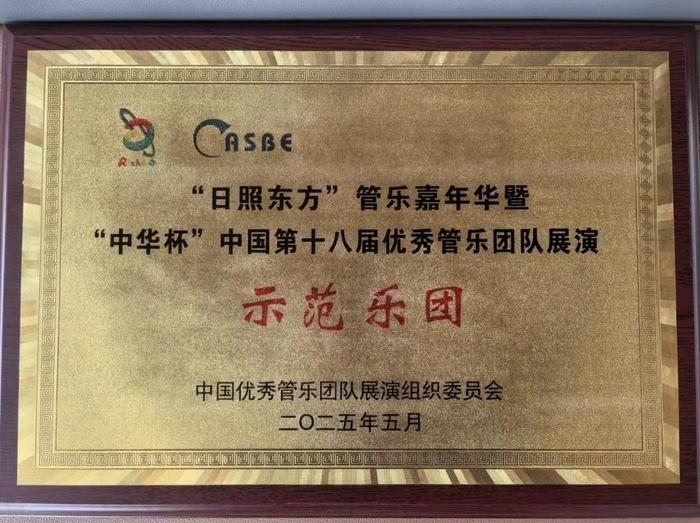 Rizhao
CASBE
“日照东方”管乐嘉年华暨
“中华杯”中国第十八届优秀管乐团队展演
示范乐团
中国优秀管乐团队展演组织委员会
二〇二五年五月